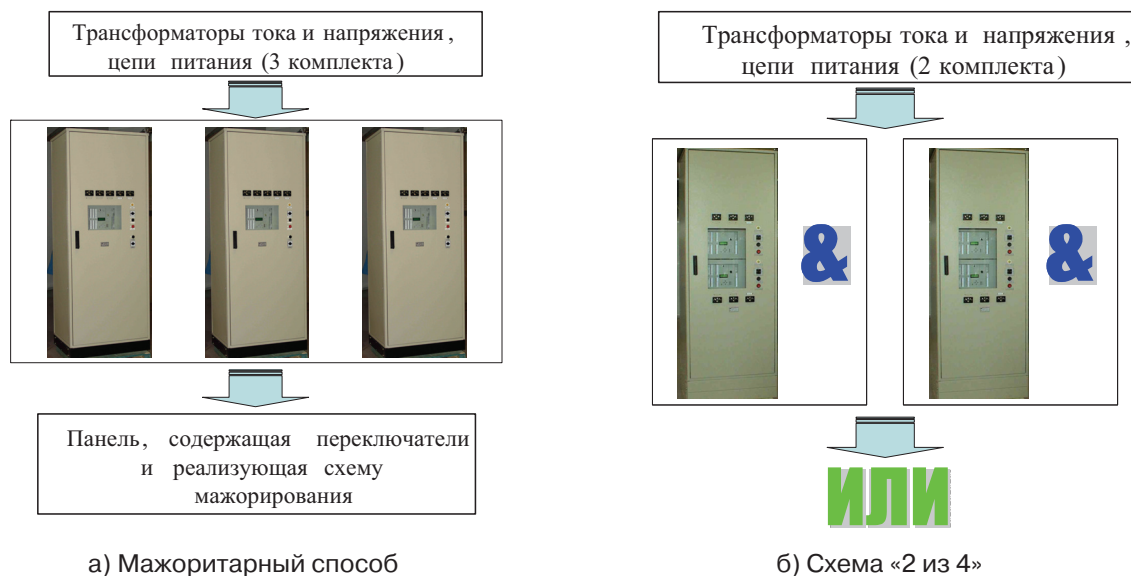 Трансформаторы тока и напряжения,
цепи питания (3 комплекта)
Панель, содержащая переключатели
и реализующая схему
мажорирования
а) Мажоритарный способ
Трансформаторы тока и напряжения,
цепи питания (2 комплекта)
& &
ИЛИ
б) Схема «2 из 4»